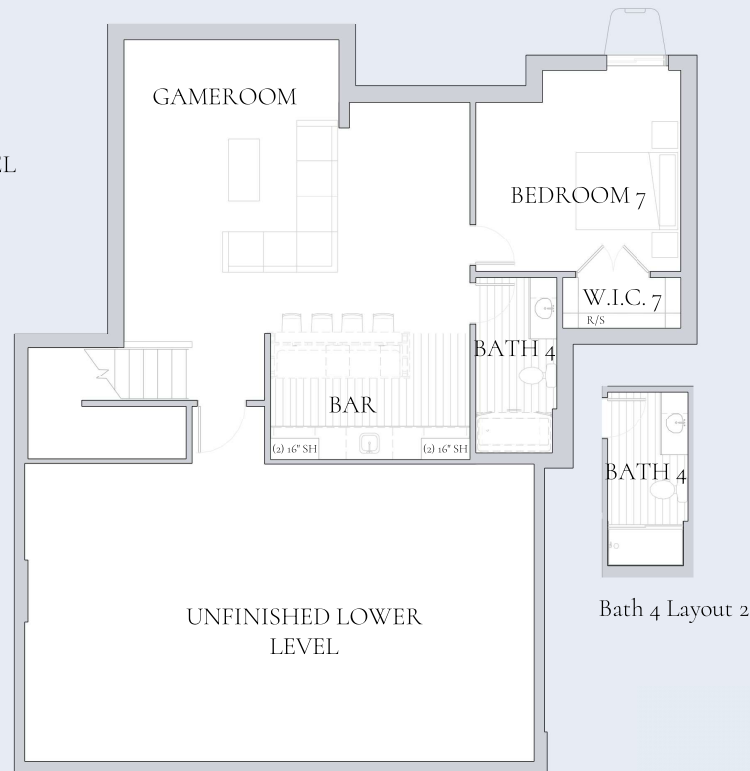 GAMEROOM
EL
BEDROOM 7
W.I.C. 7
R/S
BATH 4
BAR
(2) 16" SH
(2) 16" SH
BATH 4
Bath 4 Layout 2
UNFINISHED LOWER
LEVEL